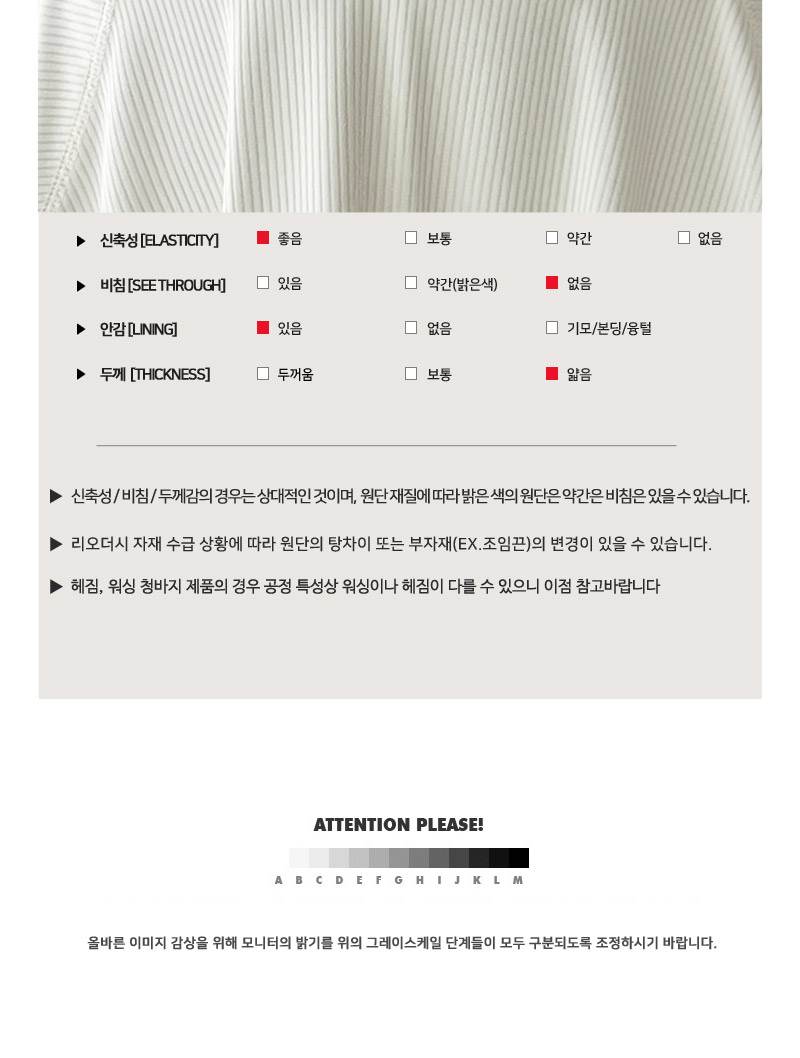 ▶ 신축성 [ELASTICITY] 좋음 보통 약간 없음
▶ 비침 [SEE THROUGH] 있음 약간(밝은색) 없음
▶ 안감 [LINING] 있음 없음 기모/본딩/융털
▶ 두께 [THICKNESS] 두꺼움 보통 얇음
▶ 신축성 / 비침 / 두께감의 경우는 상대적인 것이며, 원단 재질에 따라 밝은 색의 원단은 약간은 비침은 있을 수 있습니다.
▶ 리오더시 자재 수급 상황에 따라 원단의 탕차이 또는 부자재(EX.조임끈)의 변경이 있을 수 있습니다.
▶ 헤짐, 워싱 청바지 제품의 경우 공정 특성상 워싱이나 헤짐이 다를 수 있으니 이점 참고바랍니다
ATTENTION PLEASE!
A B C D E F G H I J K L M
올바른 이미지 감상을 위해 모니터의 밝기를 위의 그레이스케일 단계들이 모두 구분되도록 조정하시기 바랍니다.